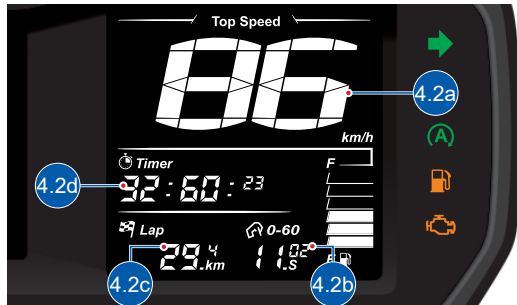 Top Speed
86
4.2a
km/h
(A)
Timer
F
4.2d
32:60:23
Lap
0-60
29.4 km
11.02 s
E
4.2c
4.2b